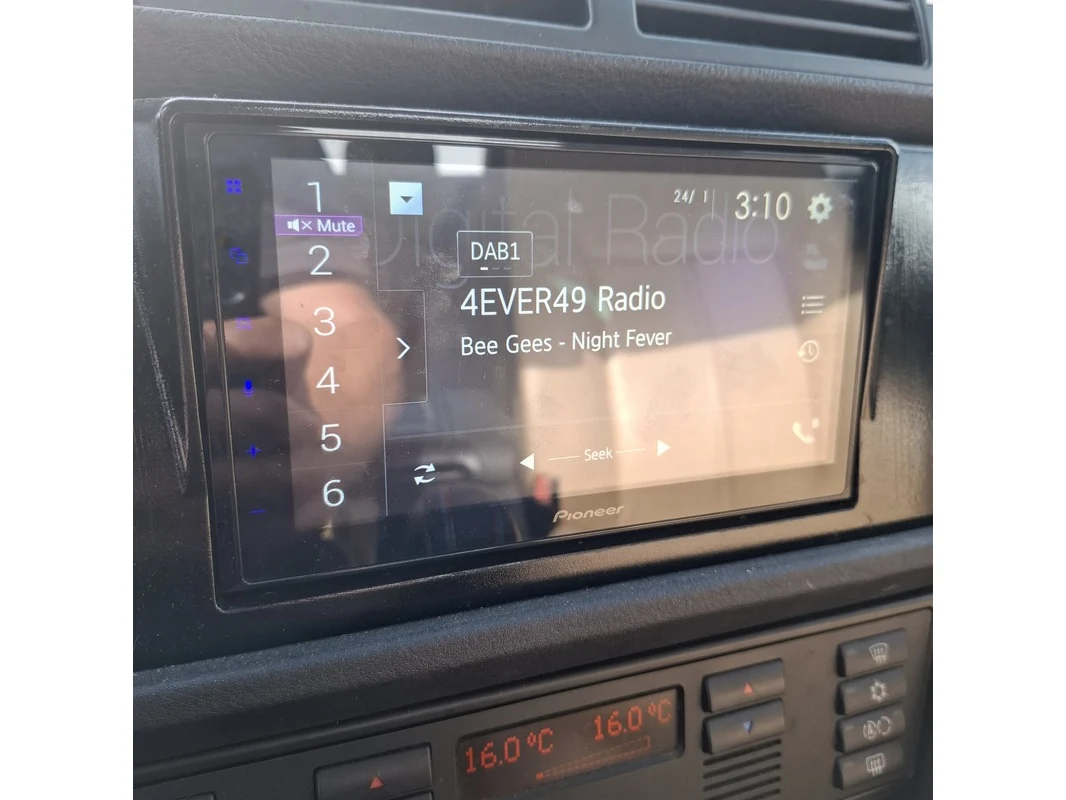 Digital Radio
24/ 1 3:10
1
Mute
2
3
4
5
6
DAB1
4EVER49 Radio
Bee Gees - Night Fever
Seek
Pioneer
16.0°C 16.0°C